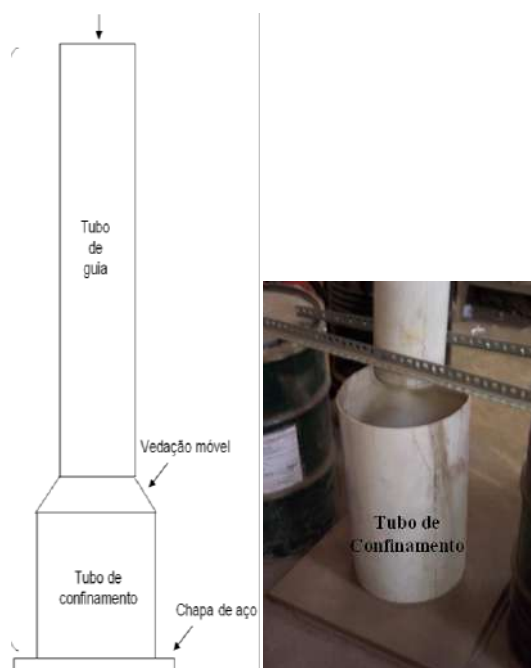 Tubo
de
guia
Vedação móvel
Tubo de
confinamento
Chapa de aço
Tubo de
Confinamento